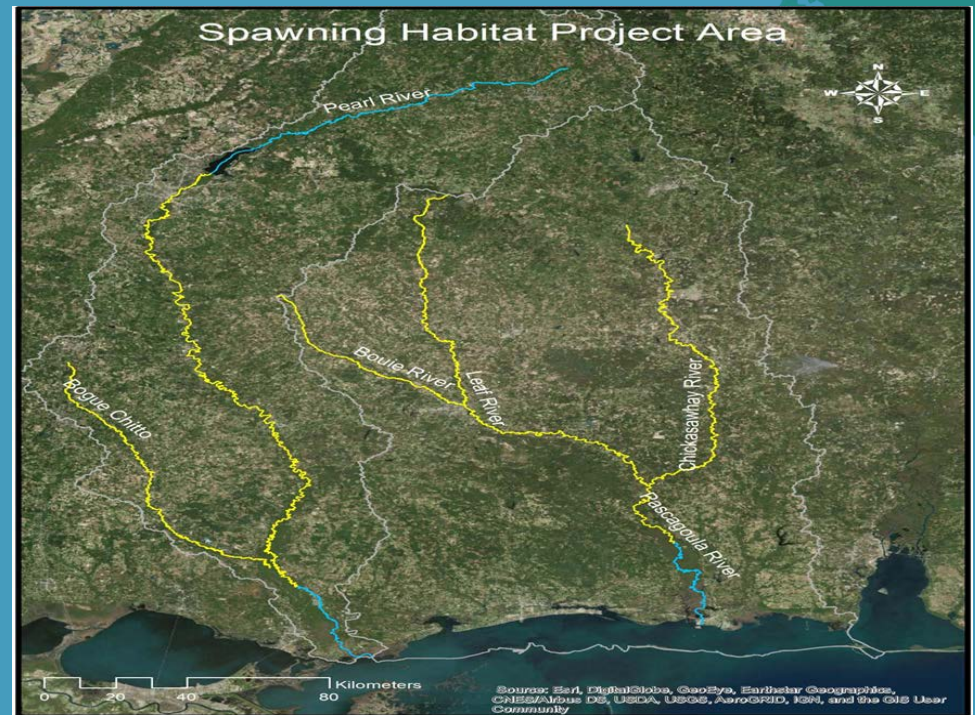 Spawning Habitat Project Area
N
W E
S
Pearl River
Bouie River
Leaf River
Bogue Chitto
Chickasawhay River
Pascagoula River
Kilometers
0 20 40 80
Source: Esri, DigitalGlobe, GeoEye, Earthstar Geographics,
CNES/Airbus DS, USDA, USGS, AeroGRID, IGN, and the GIS User
Community